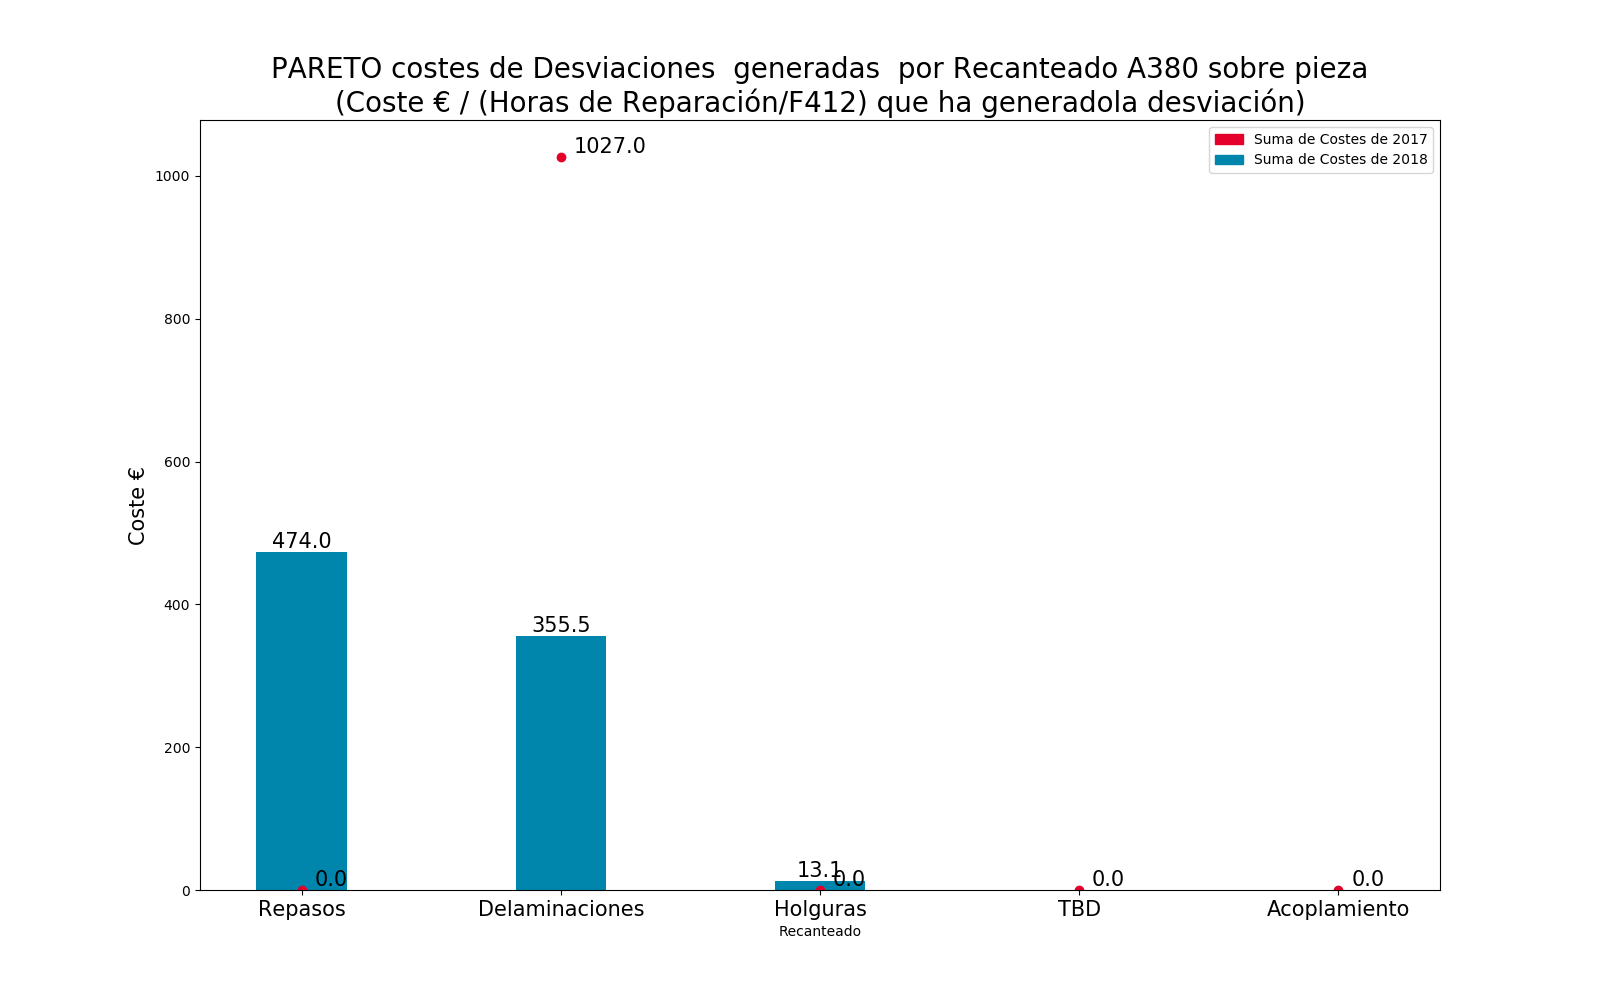 PARETO costes de Desviaciones  generadas  por Recanteado A380 sobre pieza
(Coste € / (Horas de Reparación/F412) que ha generadola desviación)
Suma de Costes de 2017
Suma de Costes de 2018
1027.0
1000
800
600
400
200
0
Coste €
474.0
355.5
13.1
0.0
0.0
0.0
0.0
Repasos
Delaminaciones
Holguras
TBD
Acoplamiento
Recanteado